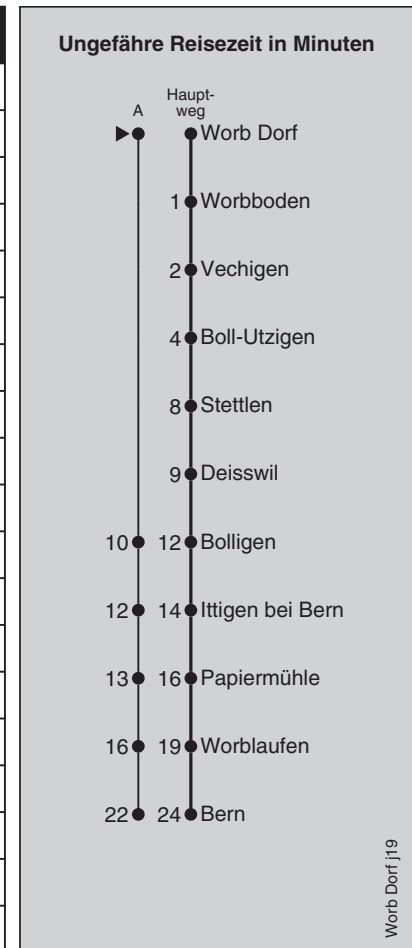 Ungefähre Reisezeit in Minuten
A Haupt-
weg
Worb Dorf
1 Worbboden
2 Vechigen
4 Boll-Utzigen
8 Stettlen
9 Deisswil
10 12 Bolligen
12 14 Ittigen bei Bern
13 16 Papiermühle
16 19 Worblaufen
22 24 Bern
Worb Dorf j19